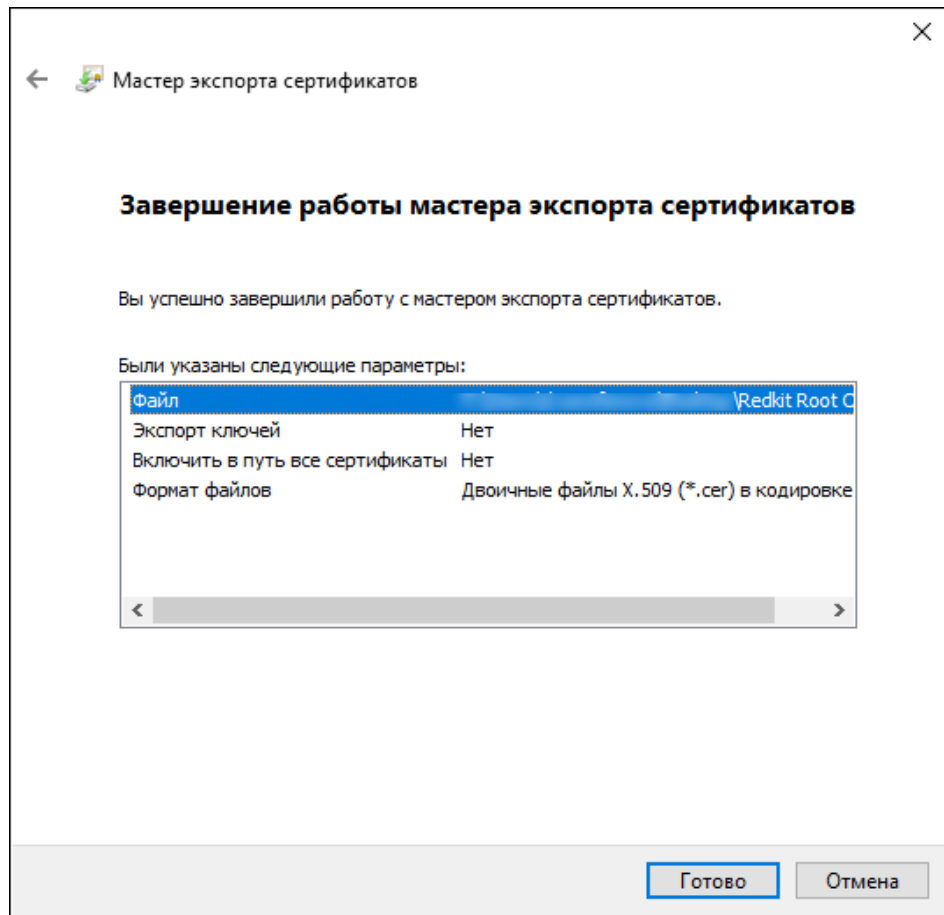 Мастер экспорта сертификатов
Завершение работы мастера экспорта сертификатов
Вы успешно завершили работу с мастером экспорта сертификатов.
Были указаны следующие параметры:
Файл \Redkit Root C
Экспорт ключей Нет
Включить в путь все сертификаты Нет
Формат файлов Двоичные файлы X.509 (*.cer) в кодировке
Готово Отмена